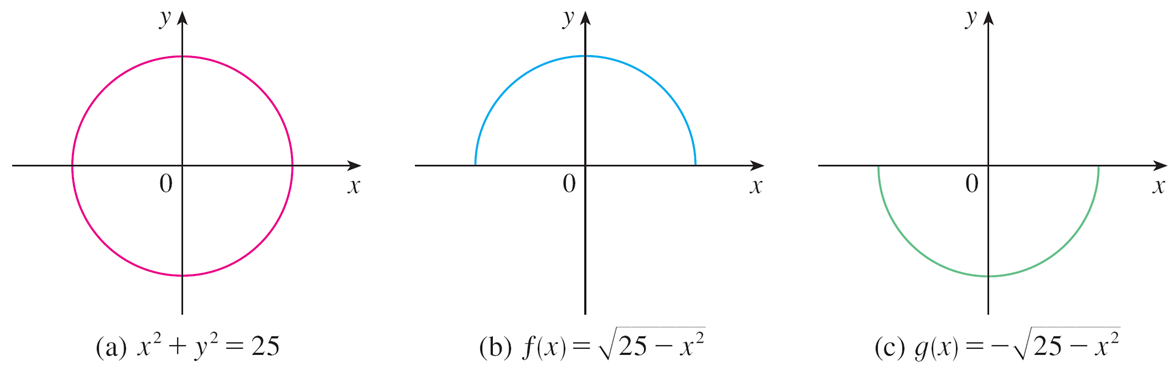 y
x
0
(a) x² + y² = 25
y
x
0
(b) f(x) = √(25 − x²)
y
x
0
(c) g(x) = −√(25 − x²)